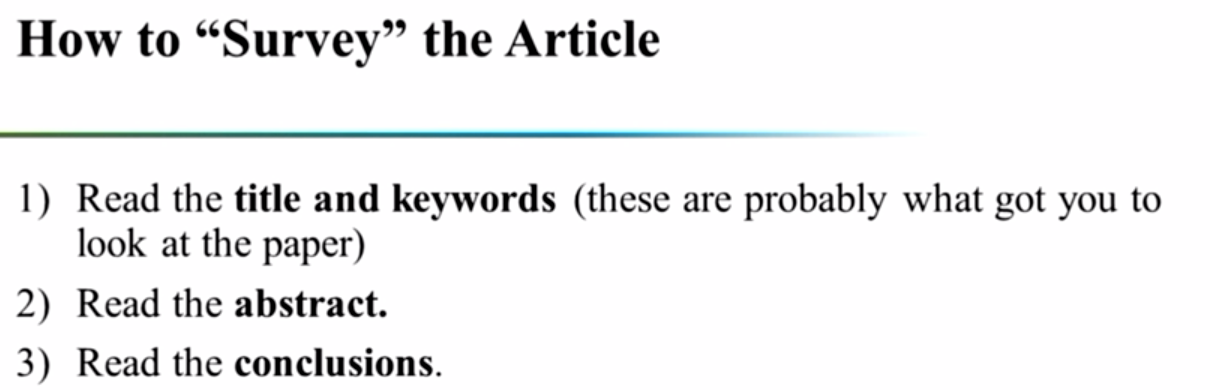 How to “Survey” the Article
1) Read the title and keywords (these are probably what got you to
look at the paper)
2) Read the abstract.
3) Read the conclusions.